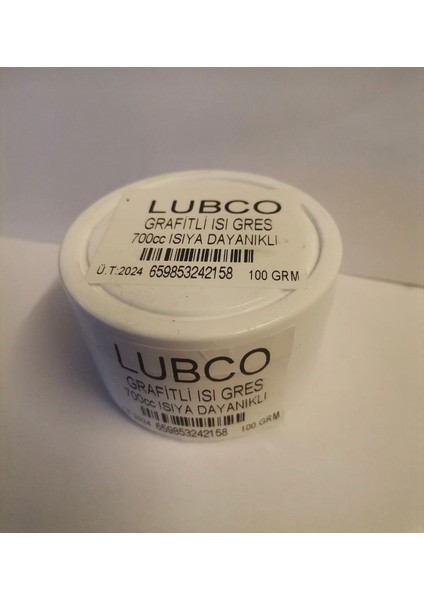 LUBCO
GRAFİTLİ ISI GRES
700cc ISIYA DAYANIKLI
Ü.T:2024 659853242158 100 GRM
LUBCO
GRAFİTLİ ISI GRES
700cc ISIYA DAYANIKLI
.T:2024 659853242158 100 GRM